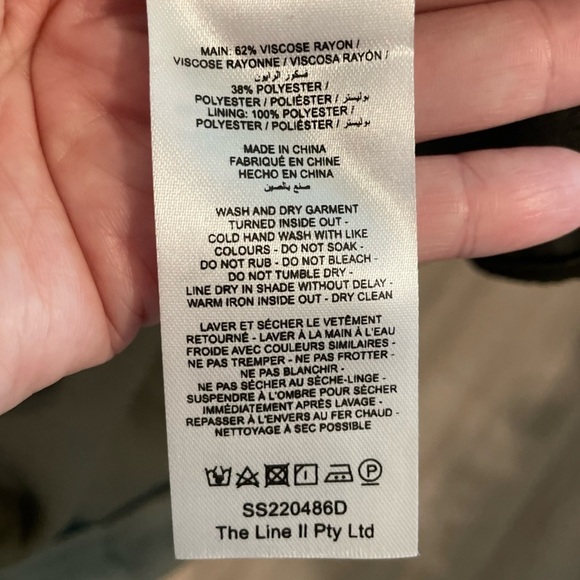 MAIN: 62% VISCOSE RAYON /
VISCOSE RAYONNE / VISCOSA RAYÓN /
فسكوز الرايون
38% POLYESTER /
POLYESTER / POLIÉSTER / بوليستر
LINING: 100% POLYESTER /
POLYESTER / POLIÉSTER / بوليستر
MADE IN CHINA
FABRIQUÉ EN CHINE
HECHO EN CHINA
صنع بالصين
WASH AND DRY GARMENT
TURNED INSIDE OUT -
COLD HAND WASH WITH LIKE
COLOURS - DO NOT SOAK -
DO NOT RUB - DO NOT BLEACH -
DO NOT TUMBLE DRY -
LINE DRY IN SHADE WITHOUT DELAY -
WARM IRON INSIDE OUT - DRY CLEAN
LAVER ET SÉCHER LE VETÊMENT
RETOURNÉ - LAVER À LA MAIN À L'EAU
FROIDE AVEC COULEURS SIMILAIRES -
NE PAS TREMPER - NE PAS FROTTER -
NE PAS BLANCHIR -
NE PAS SÉCHER AU SÈCHE-LINGE -
SUSPENDRE À L'OMBRE POUR SÉCHER
IMMÉDIATEMENT APRÈS LAVAGE -
REPASSER À L'ENVERS AU FER CHAUD -
NETTOYAGE À SEC POSSIBLE
P
SS220486D
The Line II Pty Ltd